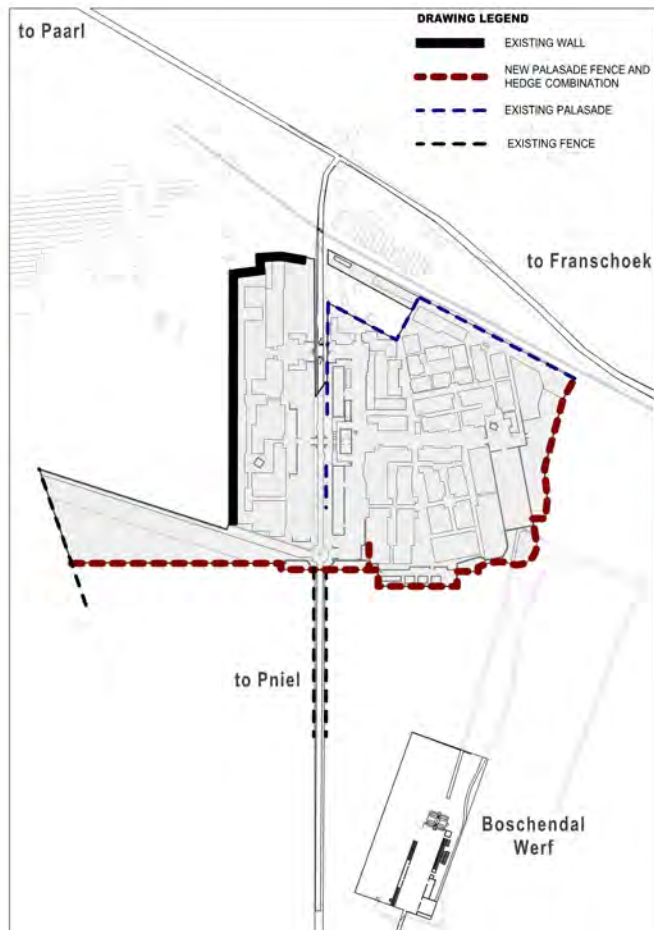 to Paarl
DRAWING LEGEND
EXISTING WALL
NEW PALASADE FENCE AND
HEDGE COMBINATION
EXISTING PALASADE
EXISTING FENCE
to Franschoek
to Pniel
Boschendal
Werf